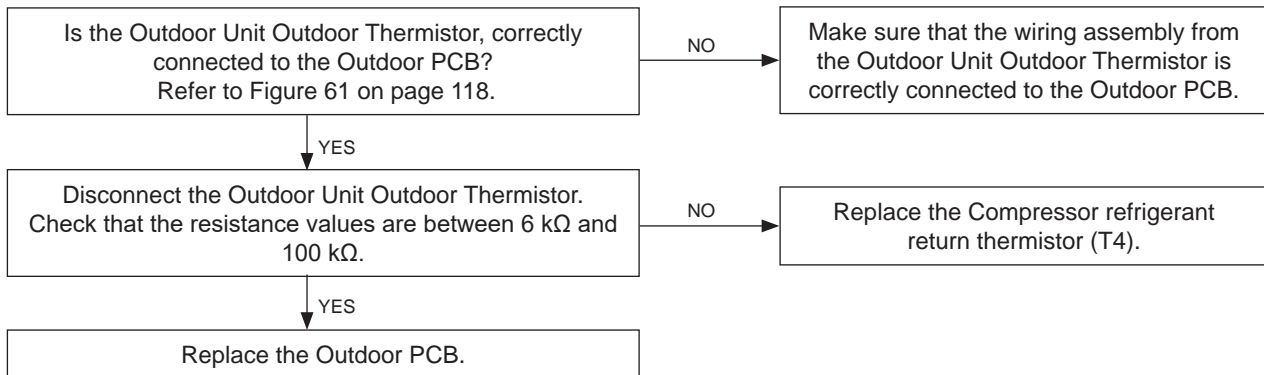 Is the Outdoor Unit Outdoor Thermistor, correctly
connected to the Outdoor PCB?
Refer to Figure 61 on page 118.
NO
Make sure that the wiring assembly from
the Outdoor Unit Outdoor Thermistor is
correctly connected to the Outdoor PCB.
YES
Disconnect the Outdoor Unit Outdoor Thermistor.
Check that the resistance values are between 6 kΩ and
100 kΩ.
NO
Replace the Compressor refrigerant
return thermistor (T4).
YES
Replace the Outdoor PCB.